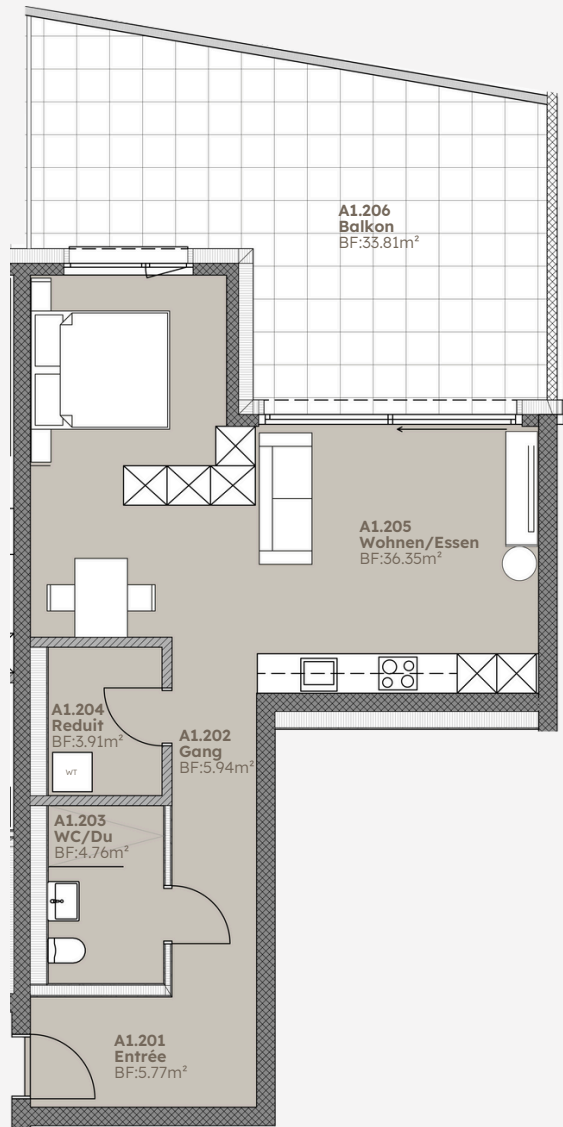 A1.206
Balkon
BF:33.81m²
A1.205
Wohnen/Essen
BF:36.35m²
A1.204
Reduit
BF:3.91m²
A1.202
Gang
BF:5.94m²
WT
A1.203
WC/Du
BF:4.76m²
A1.201
Entrée
BF:5.77m²